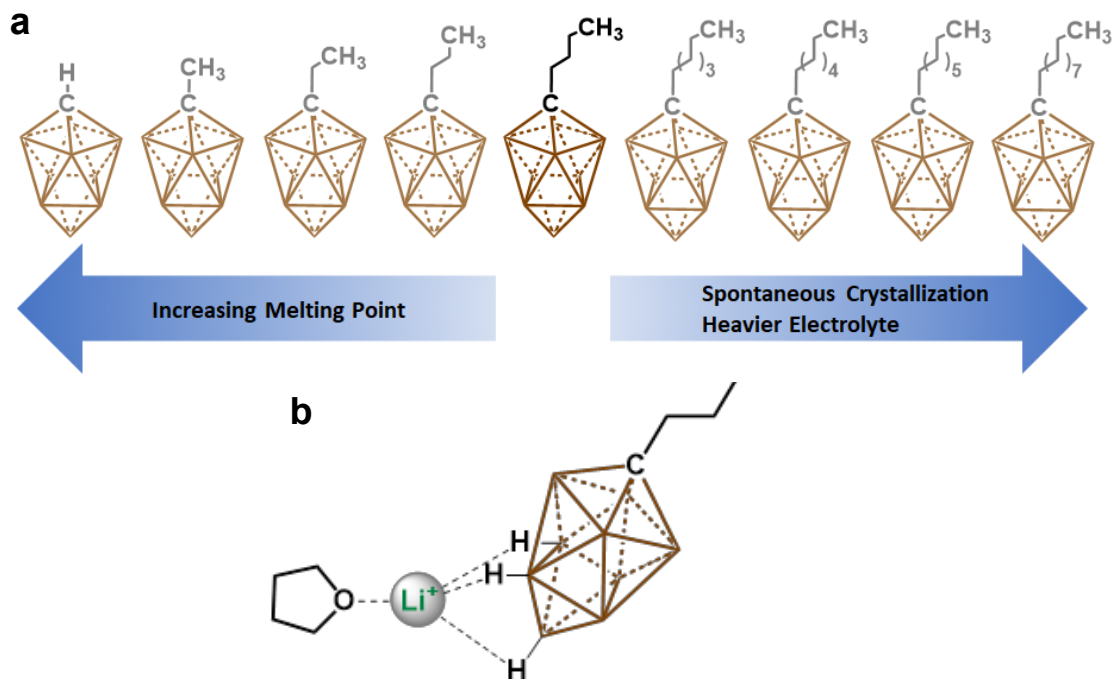 a
H
CH3
CH3
CH3
CH3
CH3
CH3
CH3
CH3
( )3
( )4
( )5
( )7
C
C
C
C
C
C
C
C
C
Increasing Melting Point
Spontaneous Crystallization
Heavier Electrolyte
b
C
H
H
O
Li+
H